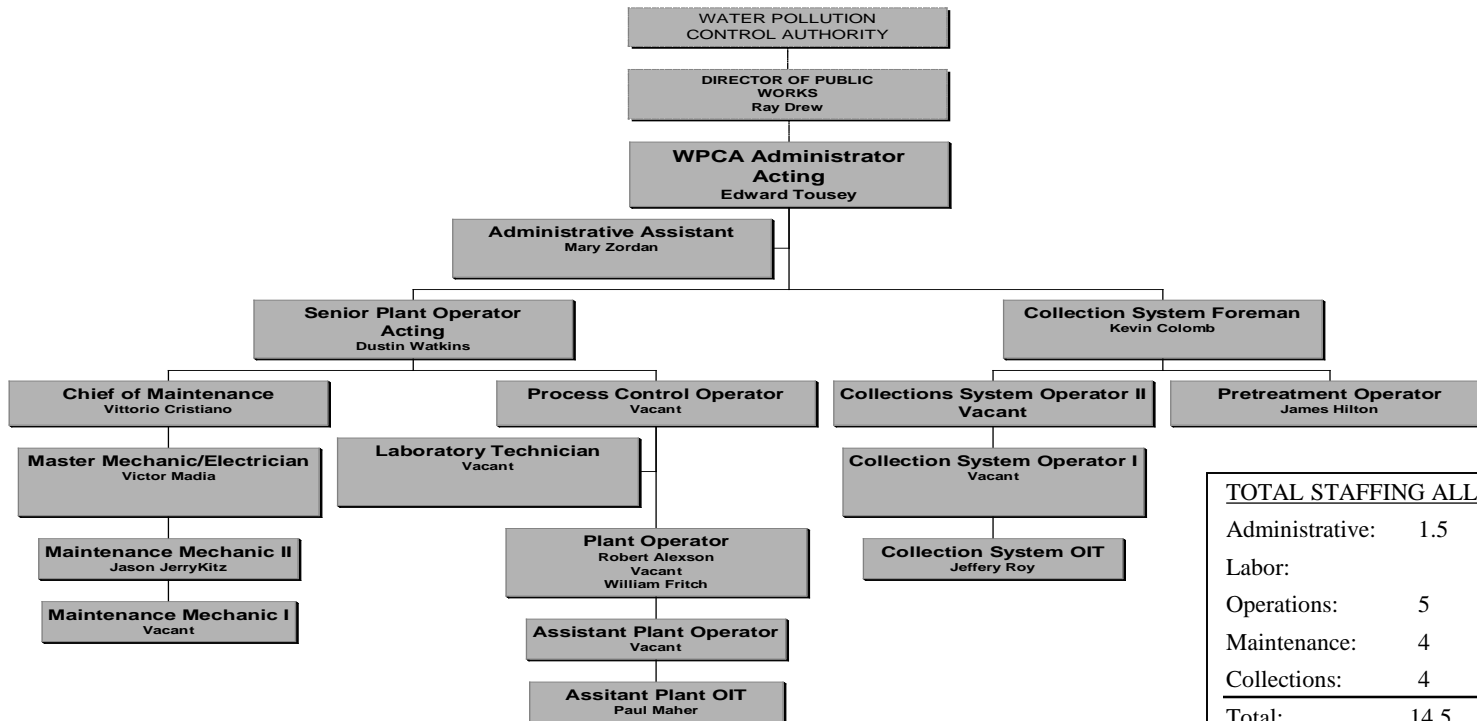 WATER POLLUTION
CONTROL AUTHORITY
DIRECTOR OF PUBLIC
WORKS
Ray Drew
WPCA Administrator
Acting
Edward Tousey
Administrative Assistant
Mary Zordan
Senior Plant Operator
Acting
Dustin Watkins
Collection System Foreman
Kevin Colomb
Chief of Maintenance
Vittorio Cristiano
Process Control Operator
Vacant
Collections System Operator II
Vacant
Pretreatment Operator
James Hilton
Master Mechanic/Electrician
Victor Madia
Laboratory Technician
Vacant
Collection System Operator I
Vacant
Maintenance Mechanic II
Jason JerryKitz
Plant Operator
Robert Alexson
Vacant
William Fritch
Collection System OIT
Jeffery Roy
Maintenance Mechanic I
Vacant
Assistant Plant Operator
Vacant
Assitant Plant OIT
Paul Maher
TOTAL STAFFING ALL
Administrative: 1.5
Labor:
Operations: 5
Maintenance: 4
Collections: 4
Total: 14.5